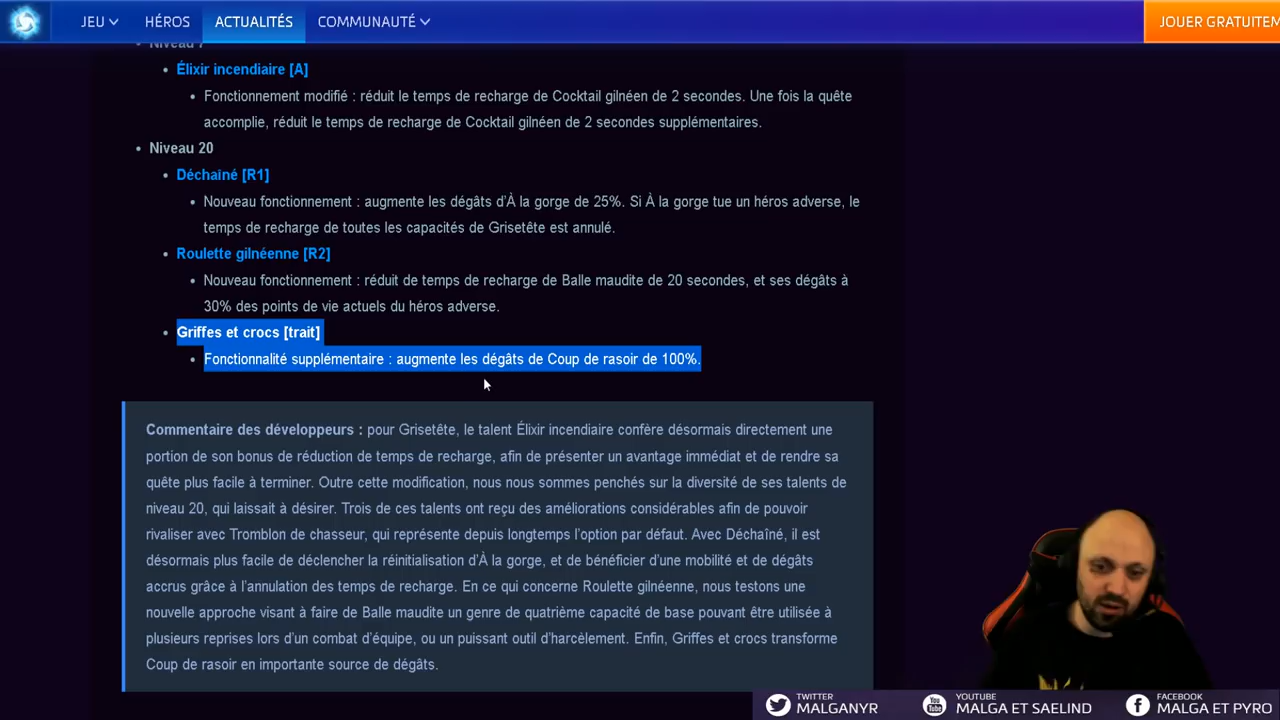 JEU
HÉROS
ACTUALITÉS
COMMUNAUTÉ
JOUER GRATUITEM
Niveau 7
Élixir incendiaire [A]
Fonctionnement modifié : réduit le temps de recharge de Cocktail gilnéen de 2 secondes. Une fois la quête
accomplie, réduit le temps de recharge de Cocktail gilnéen de 2 secondes supplémentaires.
Niveau 20
Déchaîné [R1]
Nouveau fonctionnement : augmente les dégâts d'À la gorge de 25%. Si À la gorge tue un héros adverse, le
temps de recharge de toutes les capacités de Grisetête est annulé.
Roulette gilnéenne [R2]
Nouveau fonctionnement : réduit de temps de recharge de Balle maudite de 20 secondes, et ses dégâts à
30% des points de vie actuels du héros adverse.
Griffes et crocs [trait]
Fonctionnalité supplémentaire : augmente les dégâts de Coup de rasoir de 100%.
Commentaire des développeurs : pour Grisetête, le talent Élixir incendiaire confère désormais directement une
portion de son bonus de réduction de temps de recharge, afin de présenter un avantage immédiat et de rendre sa
quête plus facile à terminer. Outre cette modification, nous nous sommes penchés sur la diversité de ses talents de
niveau 20, qui laissait à désirer. Trois de ces talents ont reçu des améliorations considérables afin de pouvoir
rivaliser avec Tromblon de chasseur, qui représente depuis longtemps l'option par défaut. Avec Déchaîné, il est
désormais plus facile de déclencher la réinitialisation d'À la gorge, et de bénéficier d'une mobilité et de dégâts
accrus grâce à l'annulation des temps de recharge. En ce qui concerne Roulette gilnéenne, nous testons une
nouvelle approche visant à faire de Balle maudite un genre de quatrième capacité de base pouvant être utilisée à
plusieurs reprises lors d'un combat d'équipe, ou un puissant outil d'harcèlement. Enfin, Griffes et crocs transforme
Coup de rasoir en importante source de dégâts.
TWITTER
MALGANYR
YOUTUBE
MALGA ET SAELIND
FACEBOOK
MALGA ET PYRO